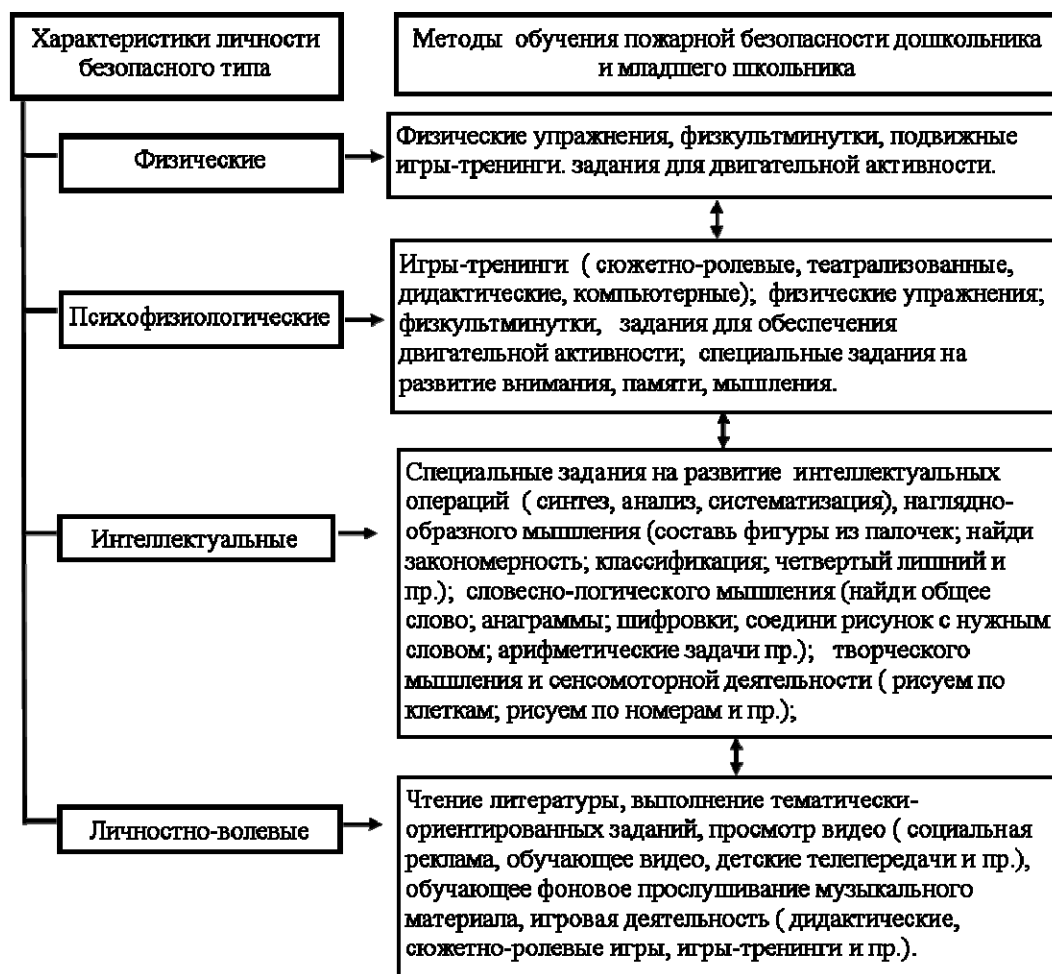 Характеристики личности
безопасного типа
Методы обучения пожарной безопасности дошкольника
и младшего школьника
Физические
Физические упражнения, физкультминутки, подвижные
игры-тренинги. задания для двигательной активности.
Психофизиологические
Игры-тренинги ( сюжетно-ролевые, театрализованные,
дидактические, компьютерные); физические упражнения;
физкультминутки, задания для обеспечения
двигательной активности; специальные задания на
развитие внимания, памяти, мышления.
Интеллектуальные
Специальные задания на развитие интеллектуальных
операций ( синтез, анализ, систематизация), наглядно-
образного мышления (составь фигуры из палочек; найди
закономерность; классификация; четвертый лишний и
пр.); словесно-логического мышления (найди общее
слово; анаграммы; шифровки; соедини рисунок с нужным
словом; арифметические задачи пр.); творческого
мышления и сенсомоторной деятельности ( рисуем по
клеткам; рисуем по номерам и пр.);
Личностно-волевые
Чтение литературы, выполнение тематически-
ориентированных заданий, просмотр видео ( социальная
реклама, обучающее видео, детские телепередачи и пр.),
обучающее фоновое прослушивание музыкального
материала, игровая деятельность ( дидактические,
сюжетно-ролевые игры, игры-тренинги и пр.).